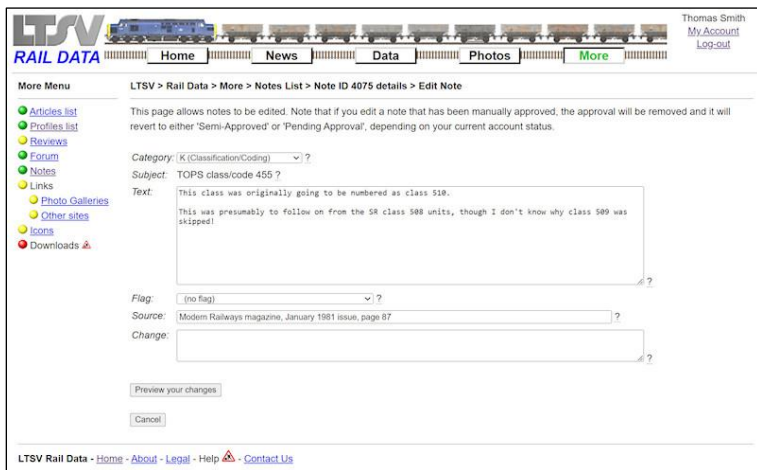 LTSV
RAIL DATA
Home
News
Data
Photos
More
Thomas Smith
My Account
Log-out
More Menu
Articles list
Profiles list
Reviews
Forum
Notes
Links
Photo Galleries
Other sites
Icons
Downloads
LTSV > Rail Data > More > Notes List > Note ID 4075 details > Edit Note
This page allows notes to be edited. Note that if you edit a note that has been manually approved, the approval will be removed and it will
revert to either 'Semi-Approved' or 'Pending Approval', depending on your current account status.
Category: K (Classification/Coding) ?
Subject: TOPS class/code 455 ?
Text: This class was originally going to be numbered as class 510.
This was presumably to follow on from the SR class 508 units, though I don't know why class 509 was
skipped!
?
Flag: (no flag) ?
Source: Modern Railways magazine, January 1981 issue, page 87 ?
Change:
?
Preview your changes
Cancel
LTSV Rail Data - Home - About - Legal - Help - Contact Us